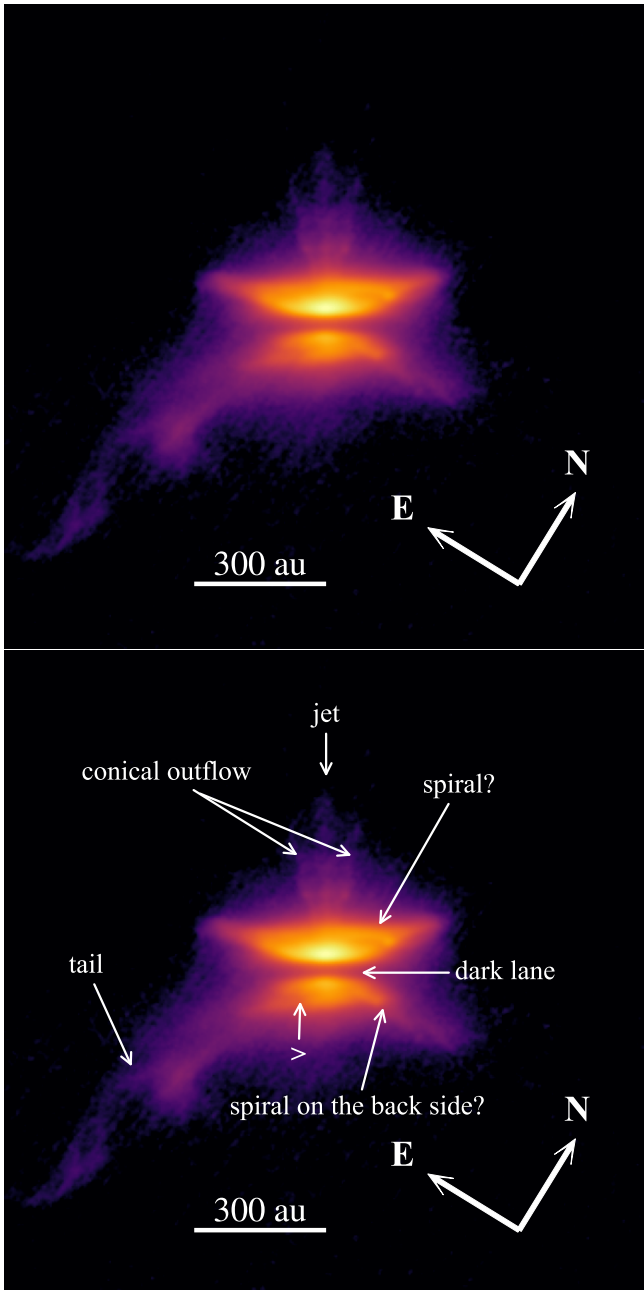 N
E
300 au
jet
conical outflow
spiral?
tail
dark lane
>
spiral on the back side?
N
E
300 au